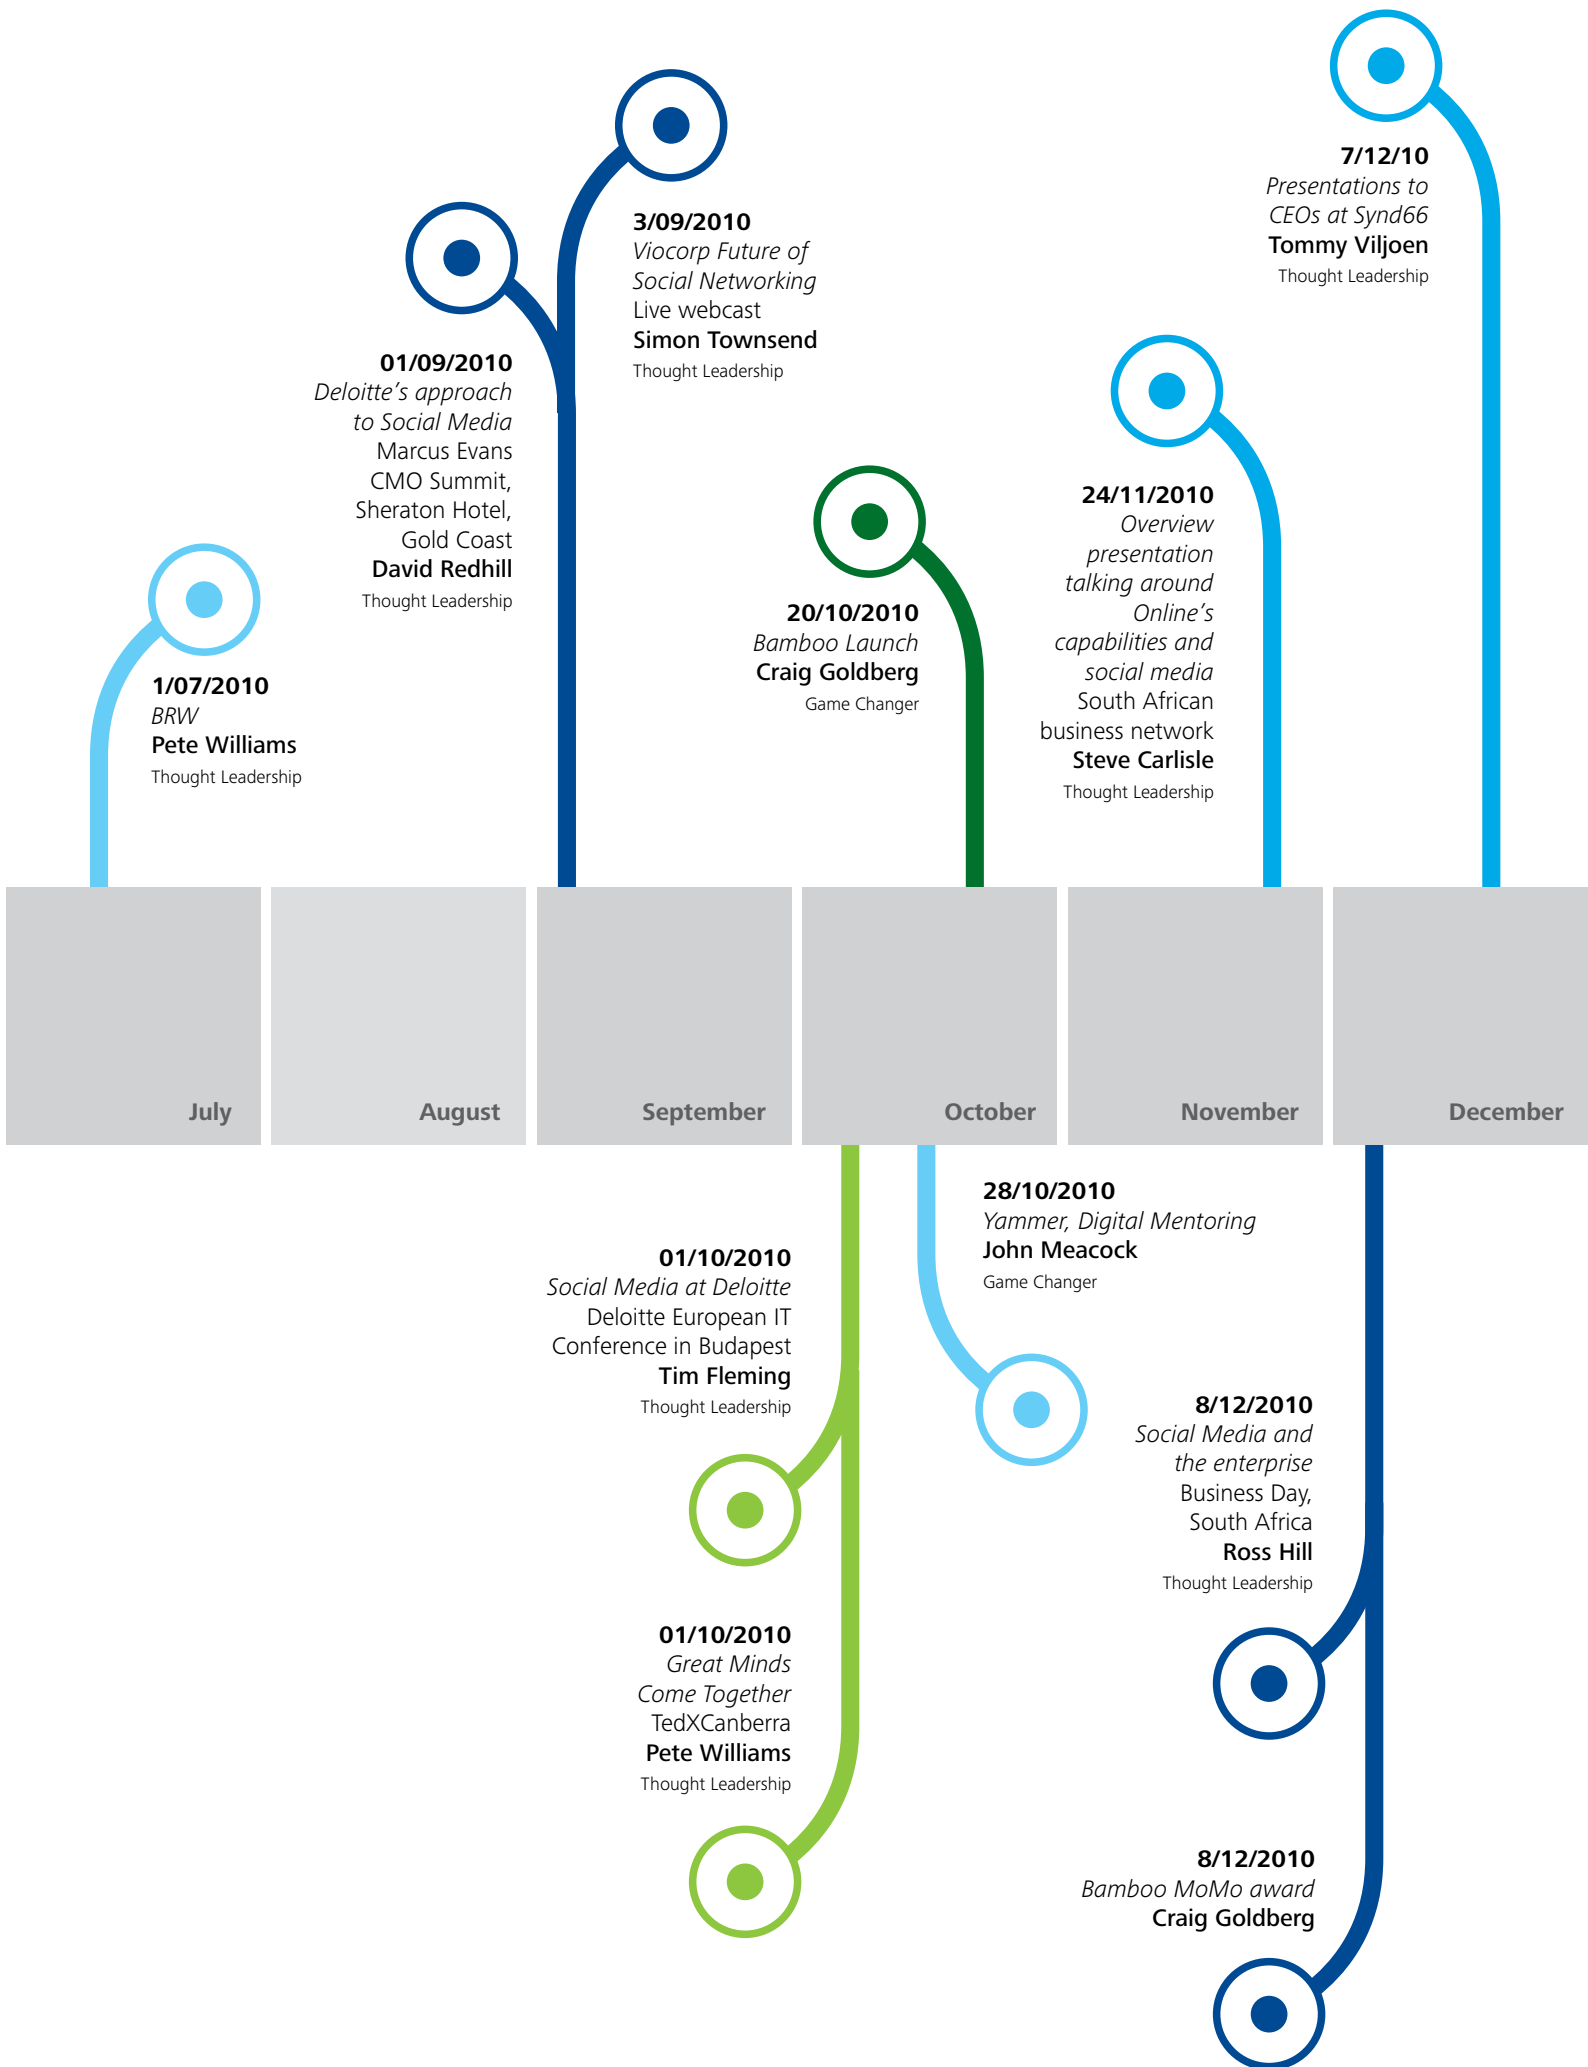 7/12/10
Presentations to
CEOs at Synd66
Tommy Viljoen
Thought Leadership
3/09/2010
Viocorp Future of
Social Networking
Live webcast
Simon Townsend
Thought Leadership
01/09/2010
Deloitte’s approach
to Social Media
Marcus Evans
CMO Summit,
Sheraton Hotel,
Gold Coast
David Redhill
Thought Leadership
24/11/2010
Overview
presentation
talking around
Online’s
capabilities and
social media
South African
business network
Steve Carlisle
Thought Leadership
20/10/2010
Bamboo Launch
Craig Goldberg
Game Changer
1/07/2010
BRW
Pete Williams
Thought Leadership
July
August
September
October
November
December
28/10/2010
Yammer, Digital Mentoring
John Meacock
Game Changer
01/10/2010
Social Media at Deloitte
Deloitte European IT
Conference in Budapest
Tim Fleming
Thought Leadership
8/12/2010
Social Media and
the enterprise
Business Day,
South Africa
Ross Hill
Thought Leadership
01/10/2010
Great Minds
Come Together
TedXCanberra
Pete Williams
Thought Leadership
8/12/2010
Bamboo MoMo award
Craig Goldberg